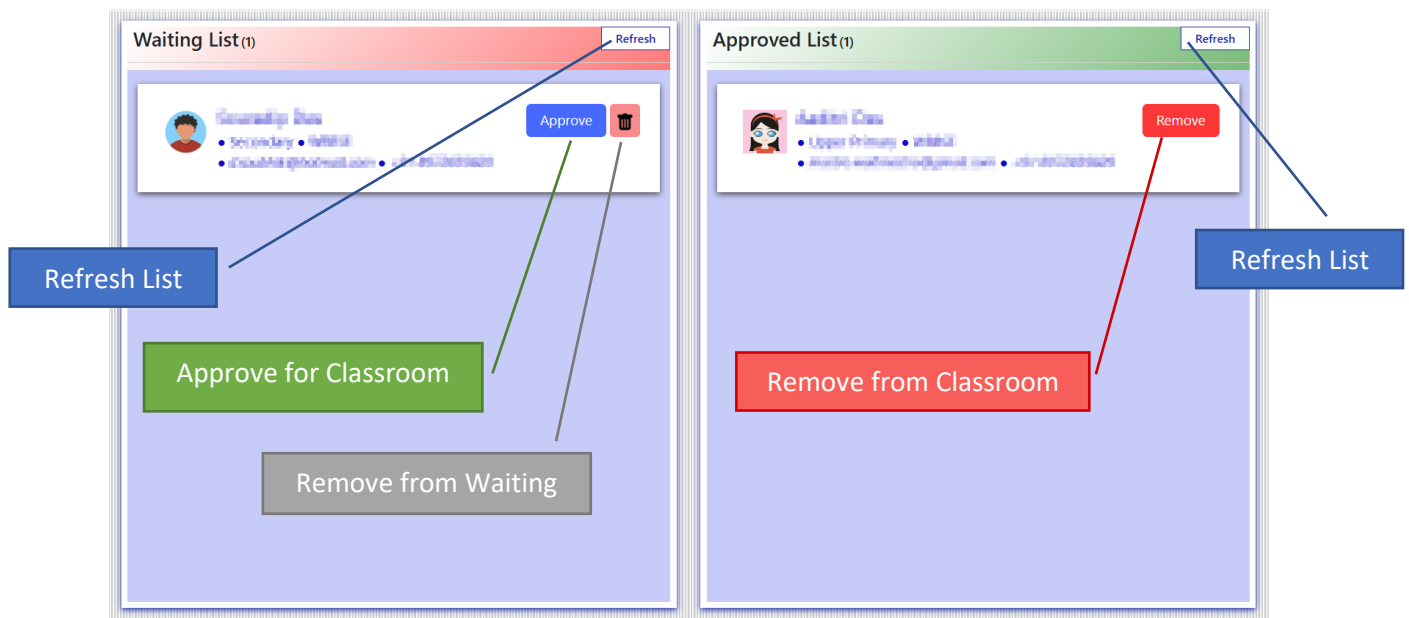 Waiting List (1)
Refresh
Approve
Refresh List
Approve for Classroom
Remove from Waiting
Approved List (1)
Refresh
Remove
Refresh List
Remove from Classroom